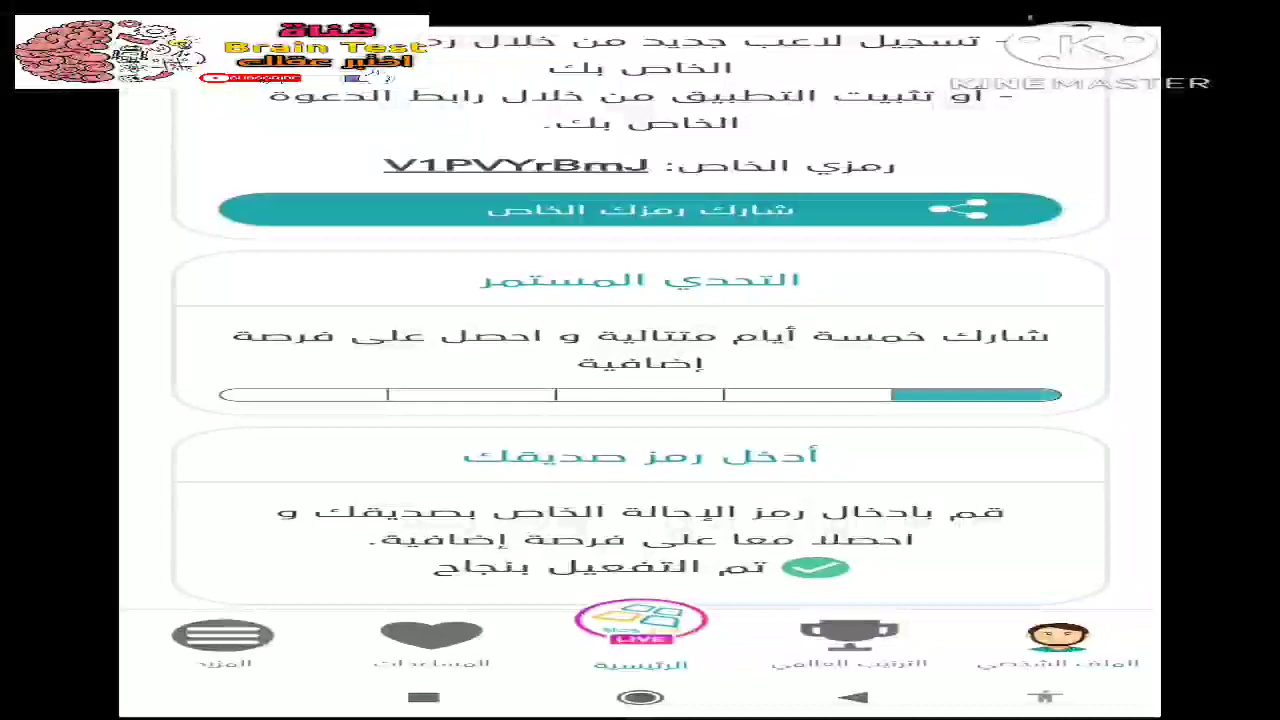 قناة
Brain Test
اختبر عقلك
SUBSCRIBE
KINEMASTER
- تسجيل لاعب جديد من خلال
الخاص بك
- أو تثبيت التطبيق من خلال رابط الدعوة
الخاص بك.
رمزي الخاص: V1PVYrBmJ
شارك رمزك الخاص
التحدي المستمر
شارك خمسة أيام متتالية و احصل على فرصة
إضافية
أدخل رمز صديقك
قم بادخال رمز الإحالة الخاص بصديقك و
احصلا معا على فرصة إضافية.
تم التفعيل بنجاح
LIVE
الملف الشخصي
الترتيب العالمي
الرئيسية
المساعدات
المزيد